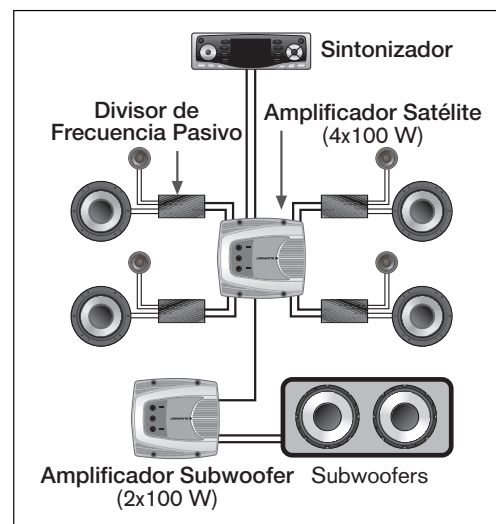 Sintonizador
Divisor de
Frecuencia Pasivo
Amplificador Satélite
(4x100 W)
Amplificador Subwoofer
(2x100 W)
Subwoofers